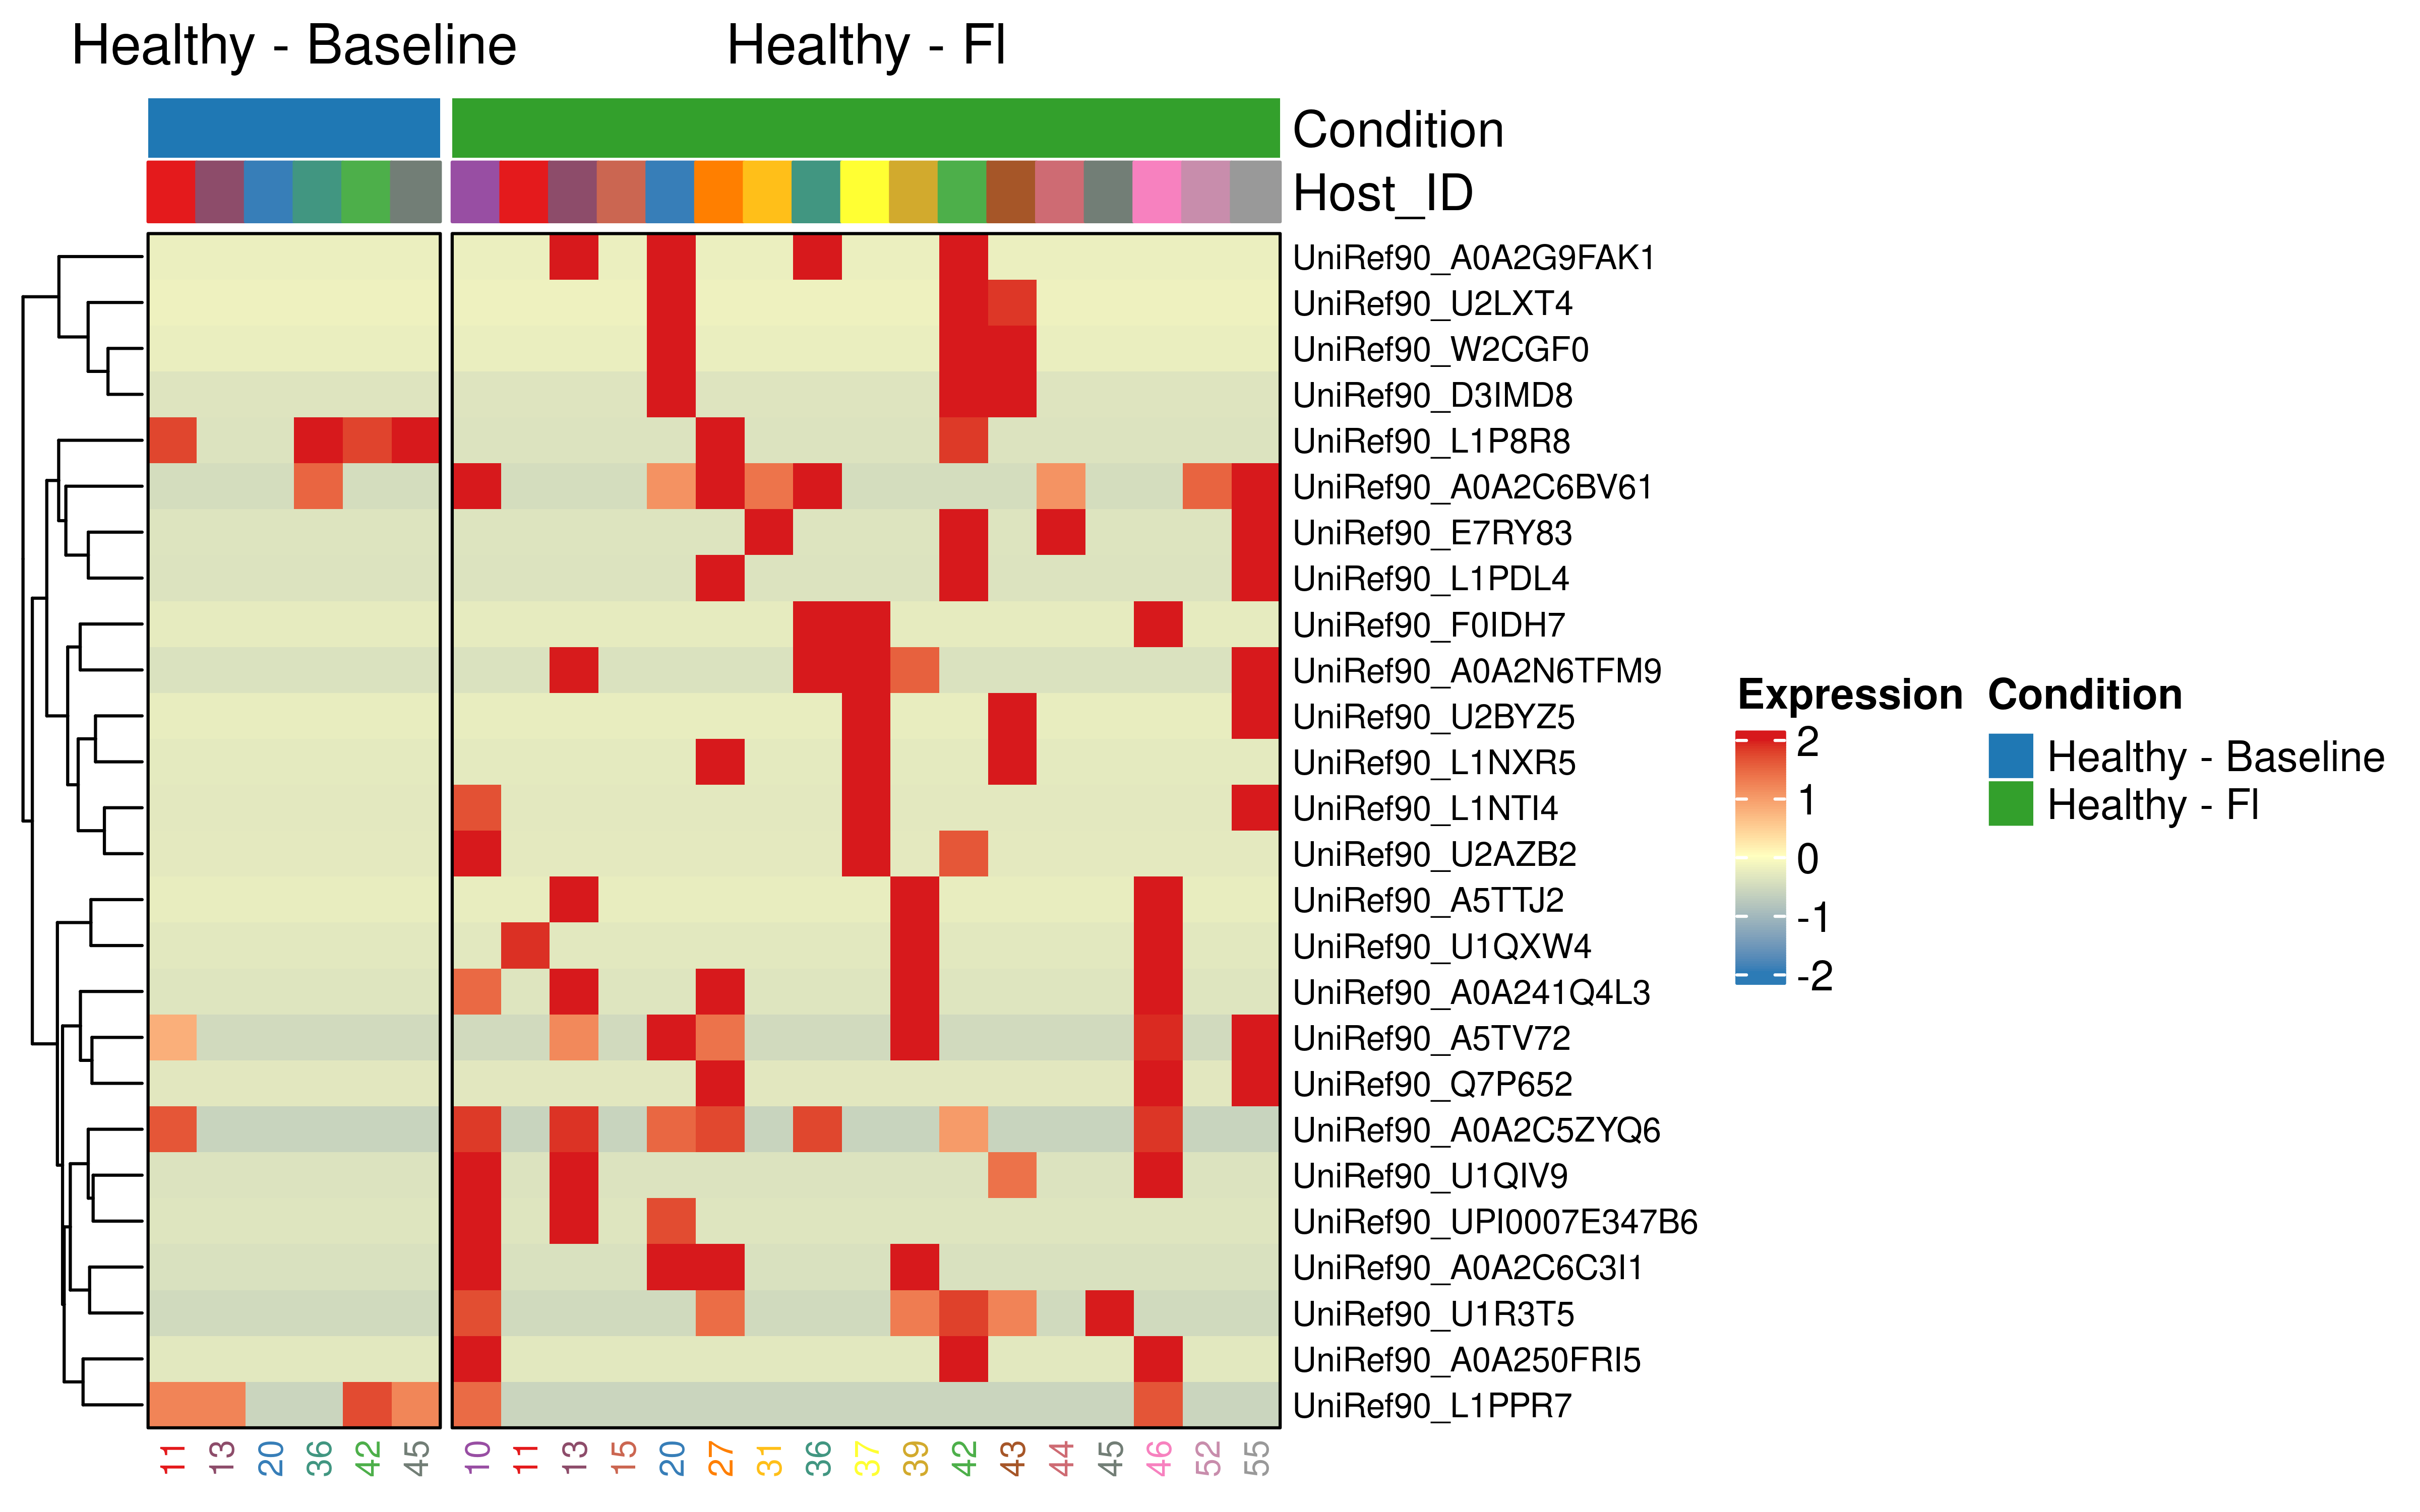 Healthy - Baseline
Healthy - Fl
Condition
Host_ID
UniRef90_A0A2G9FAK1
UniRef90_U2LXT4
UniRef90_W2CGF0
UniRef90_D3IMD8
UniRef90_L1P8R8
UniRef90_A0A2C6BV61
UniRef90_E7RY83
UniRef90_L1PDL4
UniRef90_F0IDH7
UniRef90_A0A2N6TFM9
UniRef90_U2BYZ5
UniRef90_L1NXR5
UniRef90_L1NTI4
UniRef90_U2AZB2
UniRef90_A5TTJ2
UniRef90_U1QXW4
UniRef90_A0A241Q4L3
UniRef90_A5TV72
UniRef90_Q7P652
UniRef90_A0A2C5ZYQ6
UniRef90_U1QIV9
UniRef90_UPI0007E347B6
UniRef90_A0A2C6C3I1
UniRef90_U1R3T5
UniRef90_A0A250FRI5
UniRef90_L1PPR7
11 13 20 36 42 45 10 11 13 15 20 27 31 36 37 39 42 43 44 45 46 52 55
Expression
2
1
0
-1
-2
Condition
Healthy - Baseline
Healthy - Fl